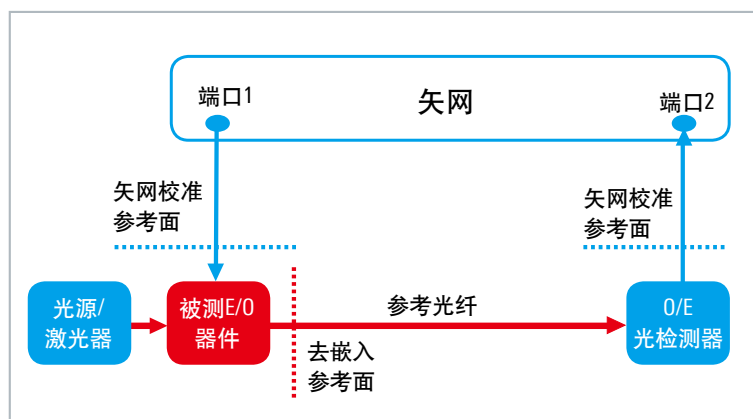 矢网
端口1
端口2
矢网校准
参考面
矢网校准
参考面
光源/
激光器
被测E/O
器件
参考光纤
O/E
光检测器
去嵌入
参考面